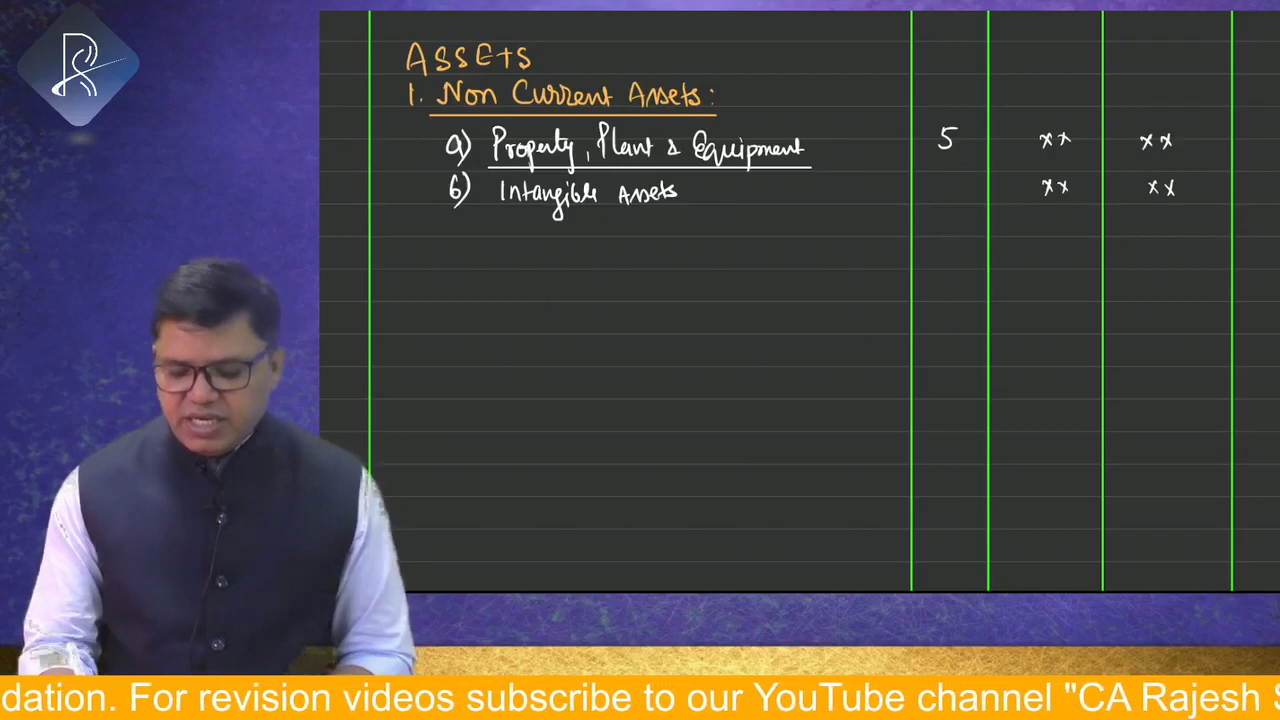 RS
ASSETS
1. Non Current Assets:
a) Property, Plant & Equipment 5 xx xx
b) Intangible Assets xx xx
dation. For revision videos subscribe to our YouTube channel "CA Rajesh S